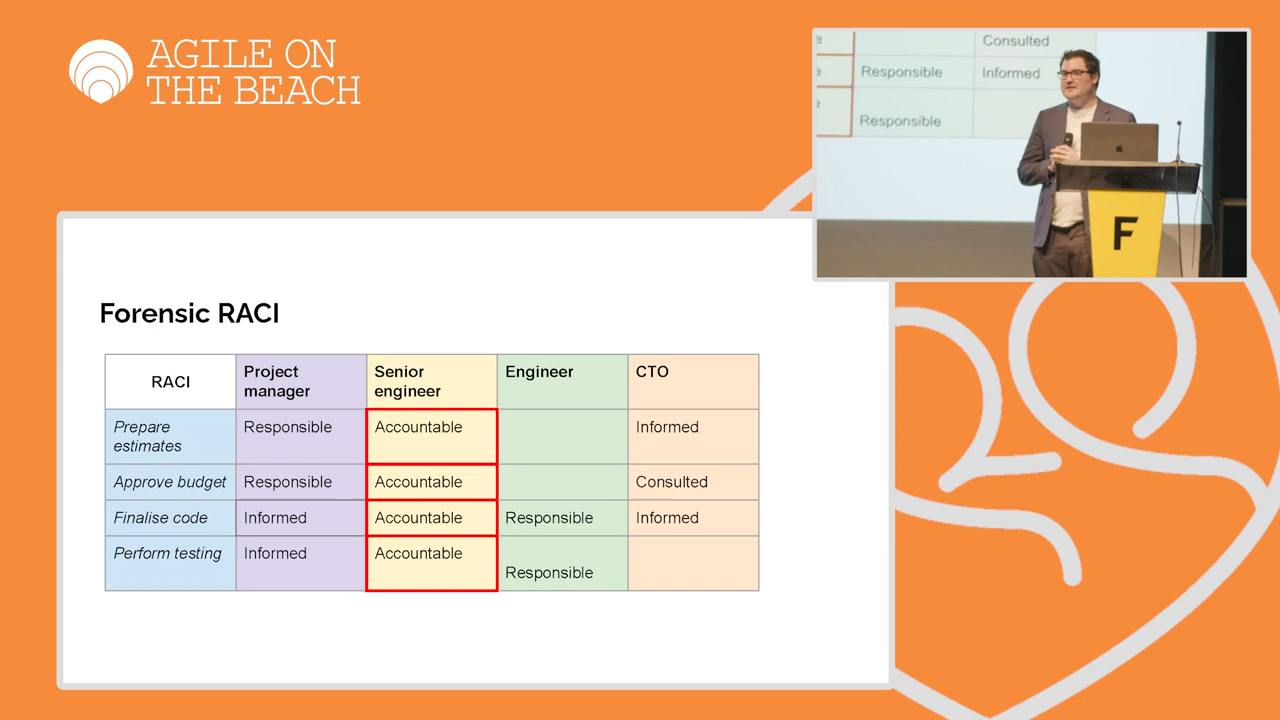 AGILE ON
THE BEACH
Consulted
Responsible Informed
Responsible
F
Forensic RACI
RACI Project manager Senior engineer Engineer CTO
Prepare estimates Responsible Accountable Informed
Approve budget Responsible Accountable Consulted
Finalise code Informed Accountable Responsible Informed
Perform testing Informed Accountable Responsible